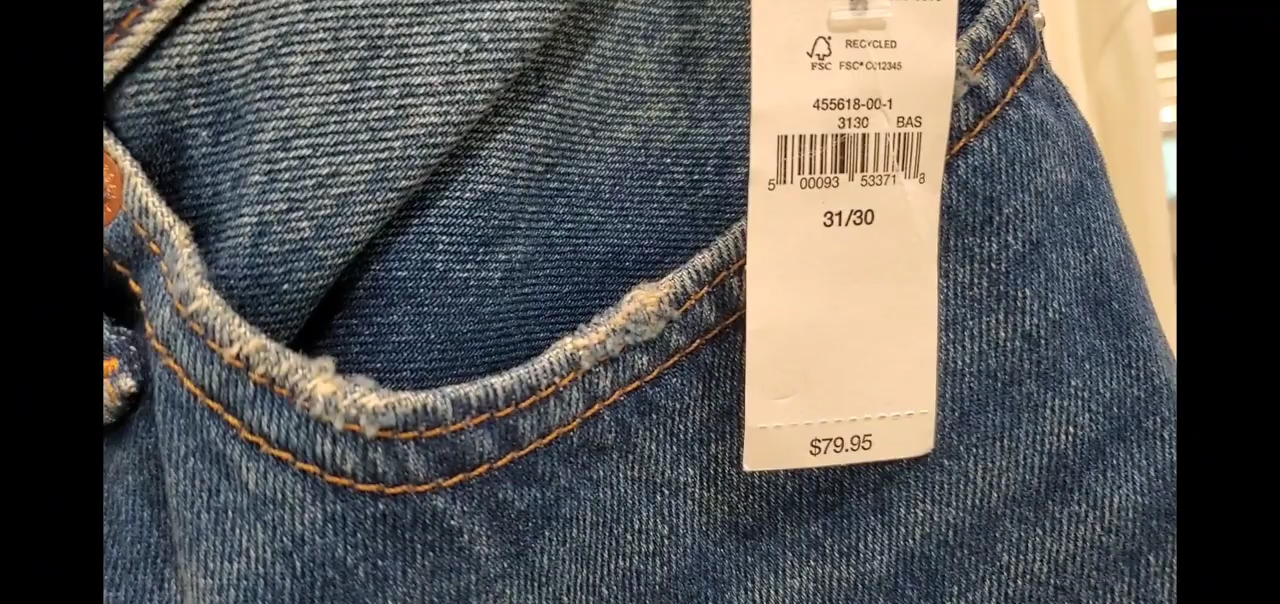 RECYCLED
FSC FSC® C012345
455618-00-1
3130 BAS
5 00093 53371 8
31/30
$79.95